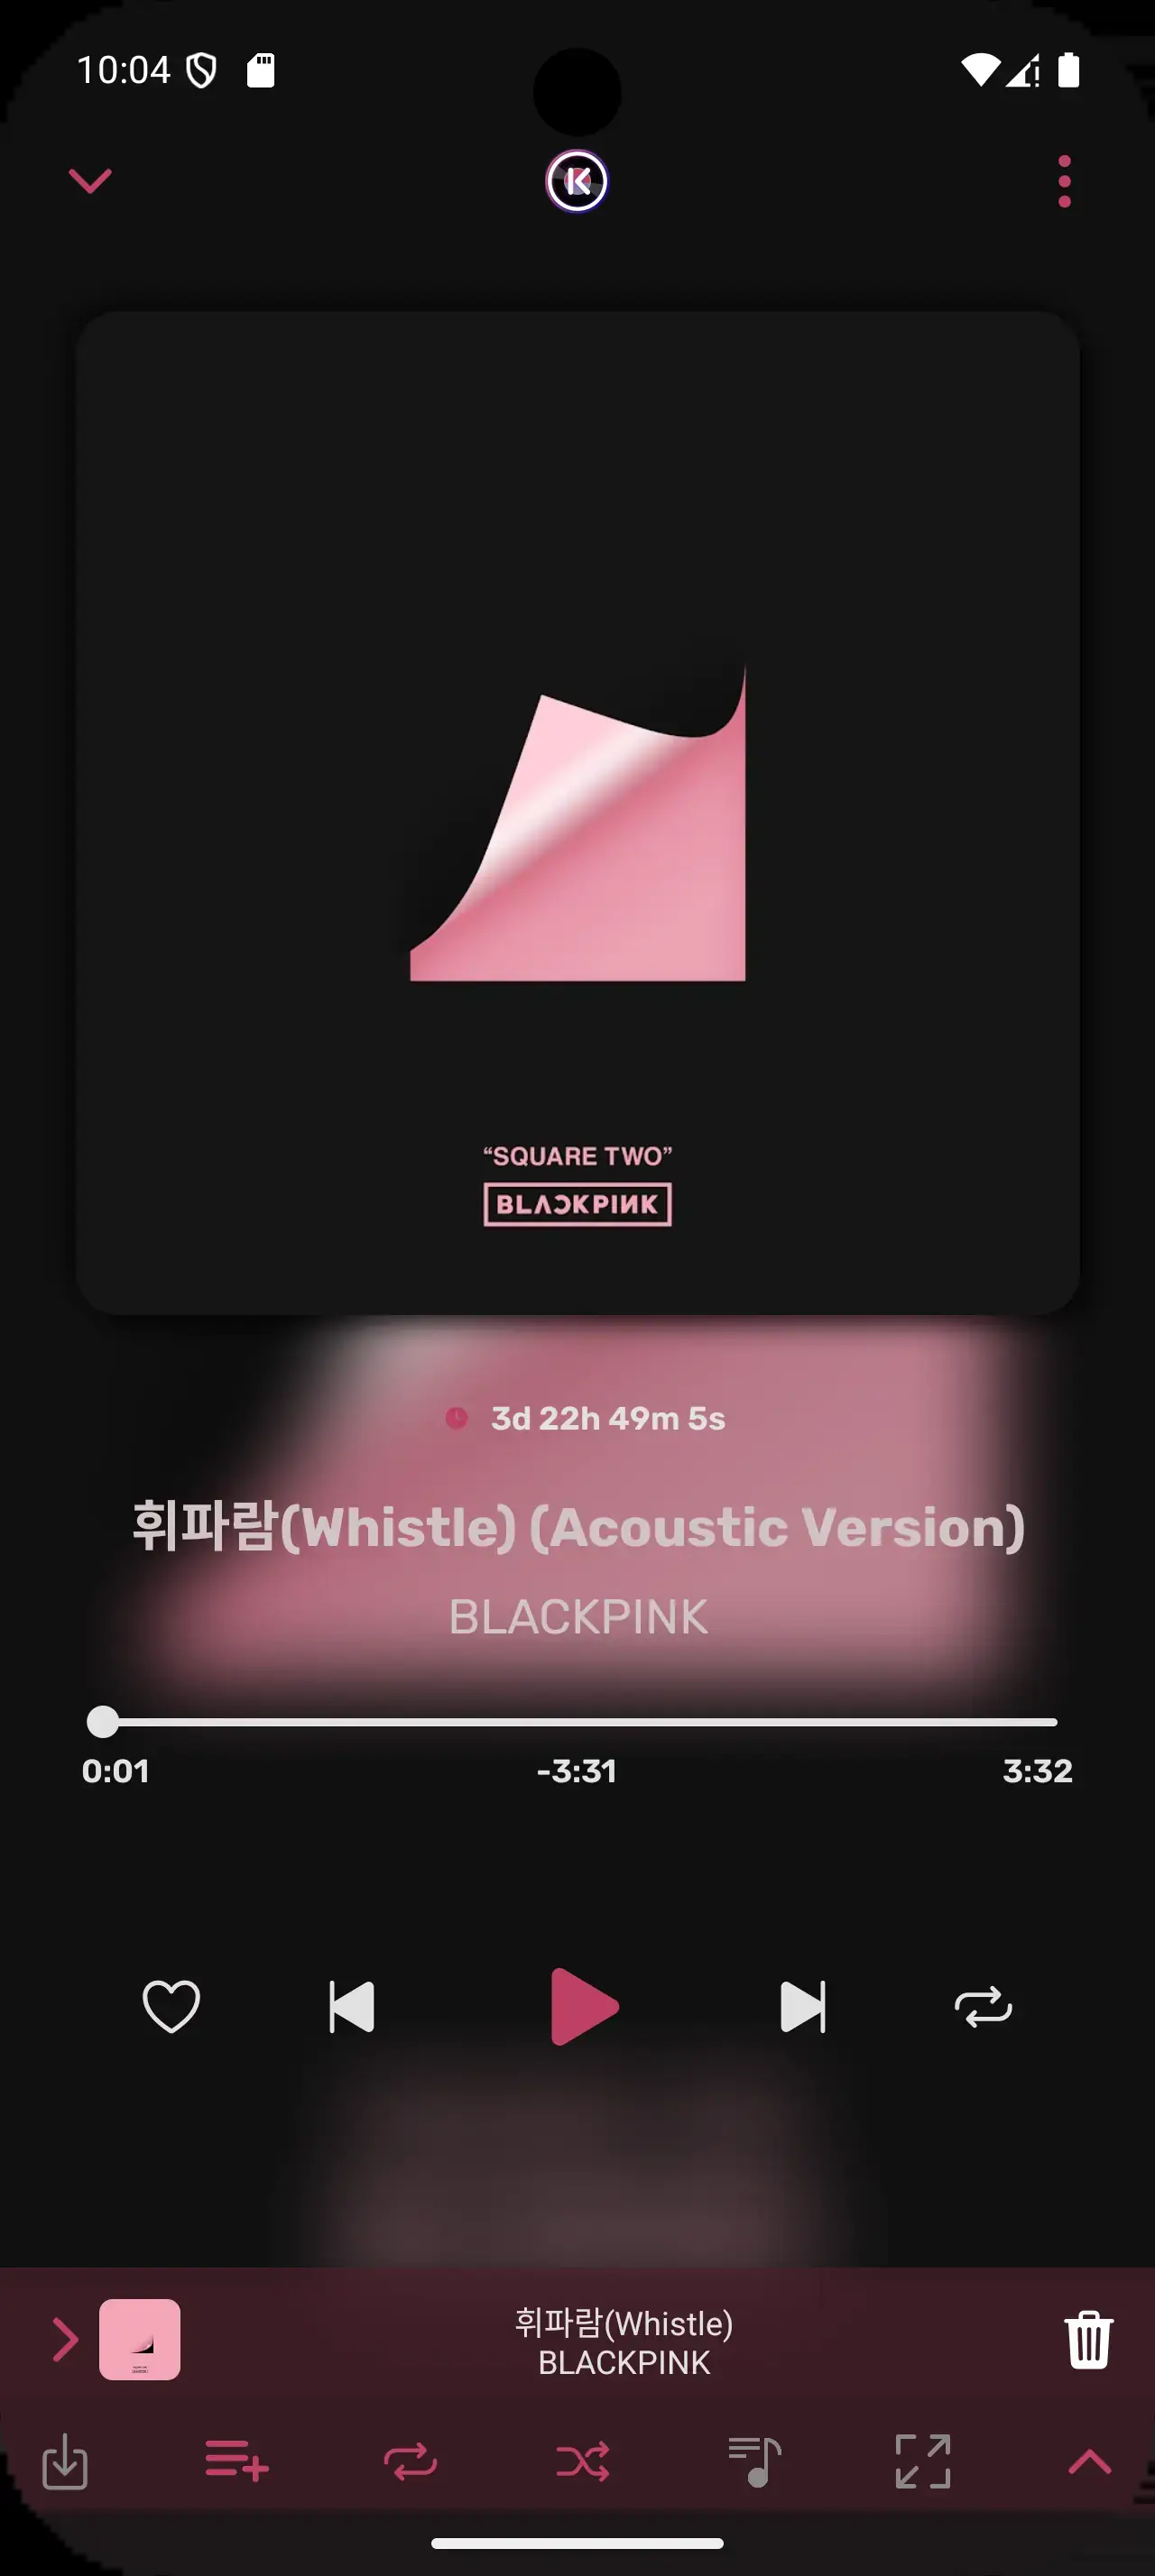 10:04
“SQUARE TWO”
BLACKPINK
3d 22h 49m 5s
휘파람(Whistle) (Acoustic Version)
BLACKPINK
0:01 -3:31 3:32
휘파람(Whistle)
BLACKPINK